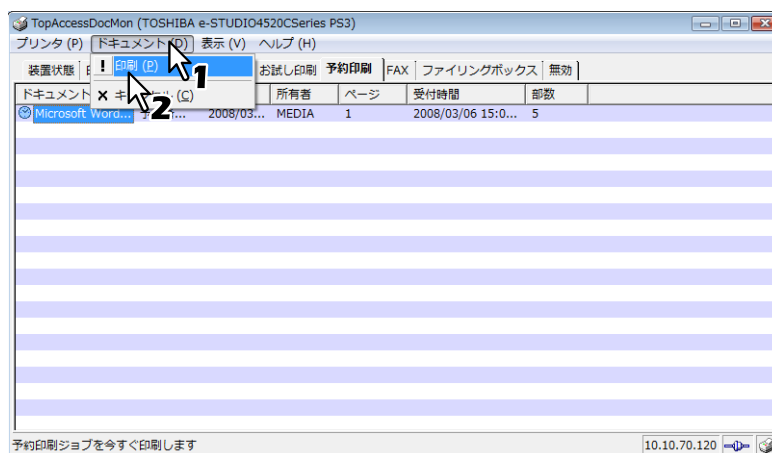 TopAccessDocMon (TOSHIBA e-STUDIO4520CSeries PS3)
プリンタ (P) ドキュメント (D) 表示 (V) ヘルプ (H)
装置状態 お試し印刷 予約印刷 FAX ファイリングボックス 無効
! 印刷 (P) 1
ドキュメント 所有者 ページ 受付時間 部数
× キ (C) 2
Microsoft Word... 2008/03... MEDIA 1 2008/03/06 15:0... 5
予約印刷ジョブを今すぐ印刷します 10.10.70.120